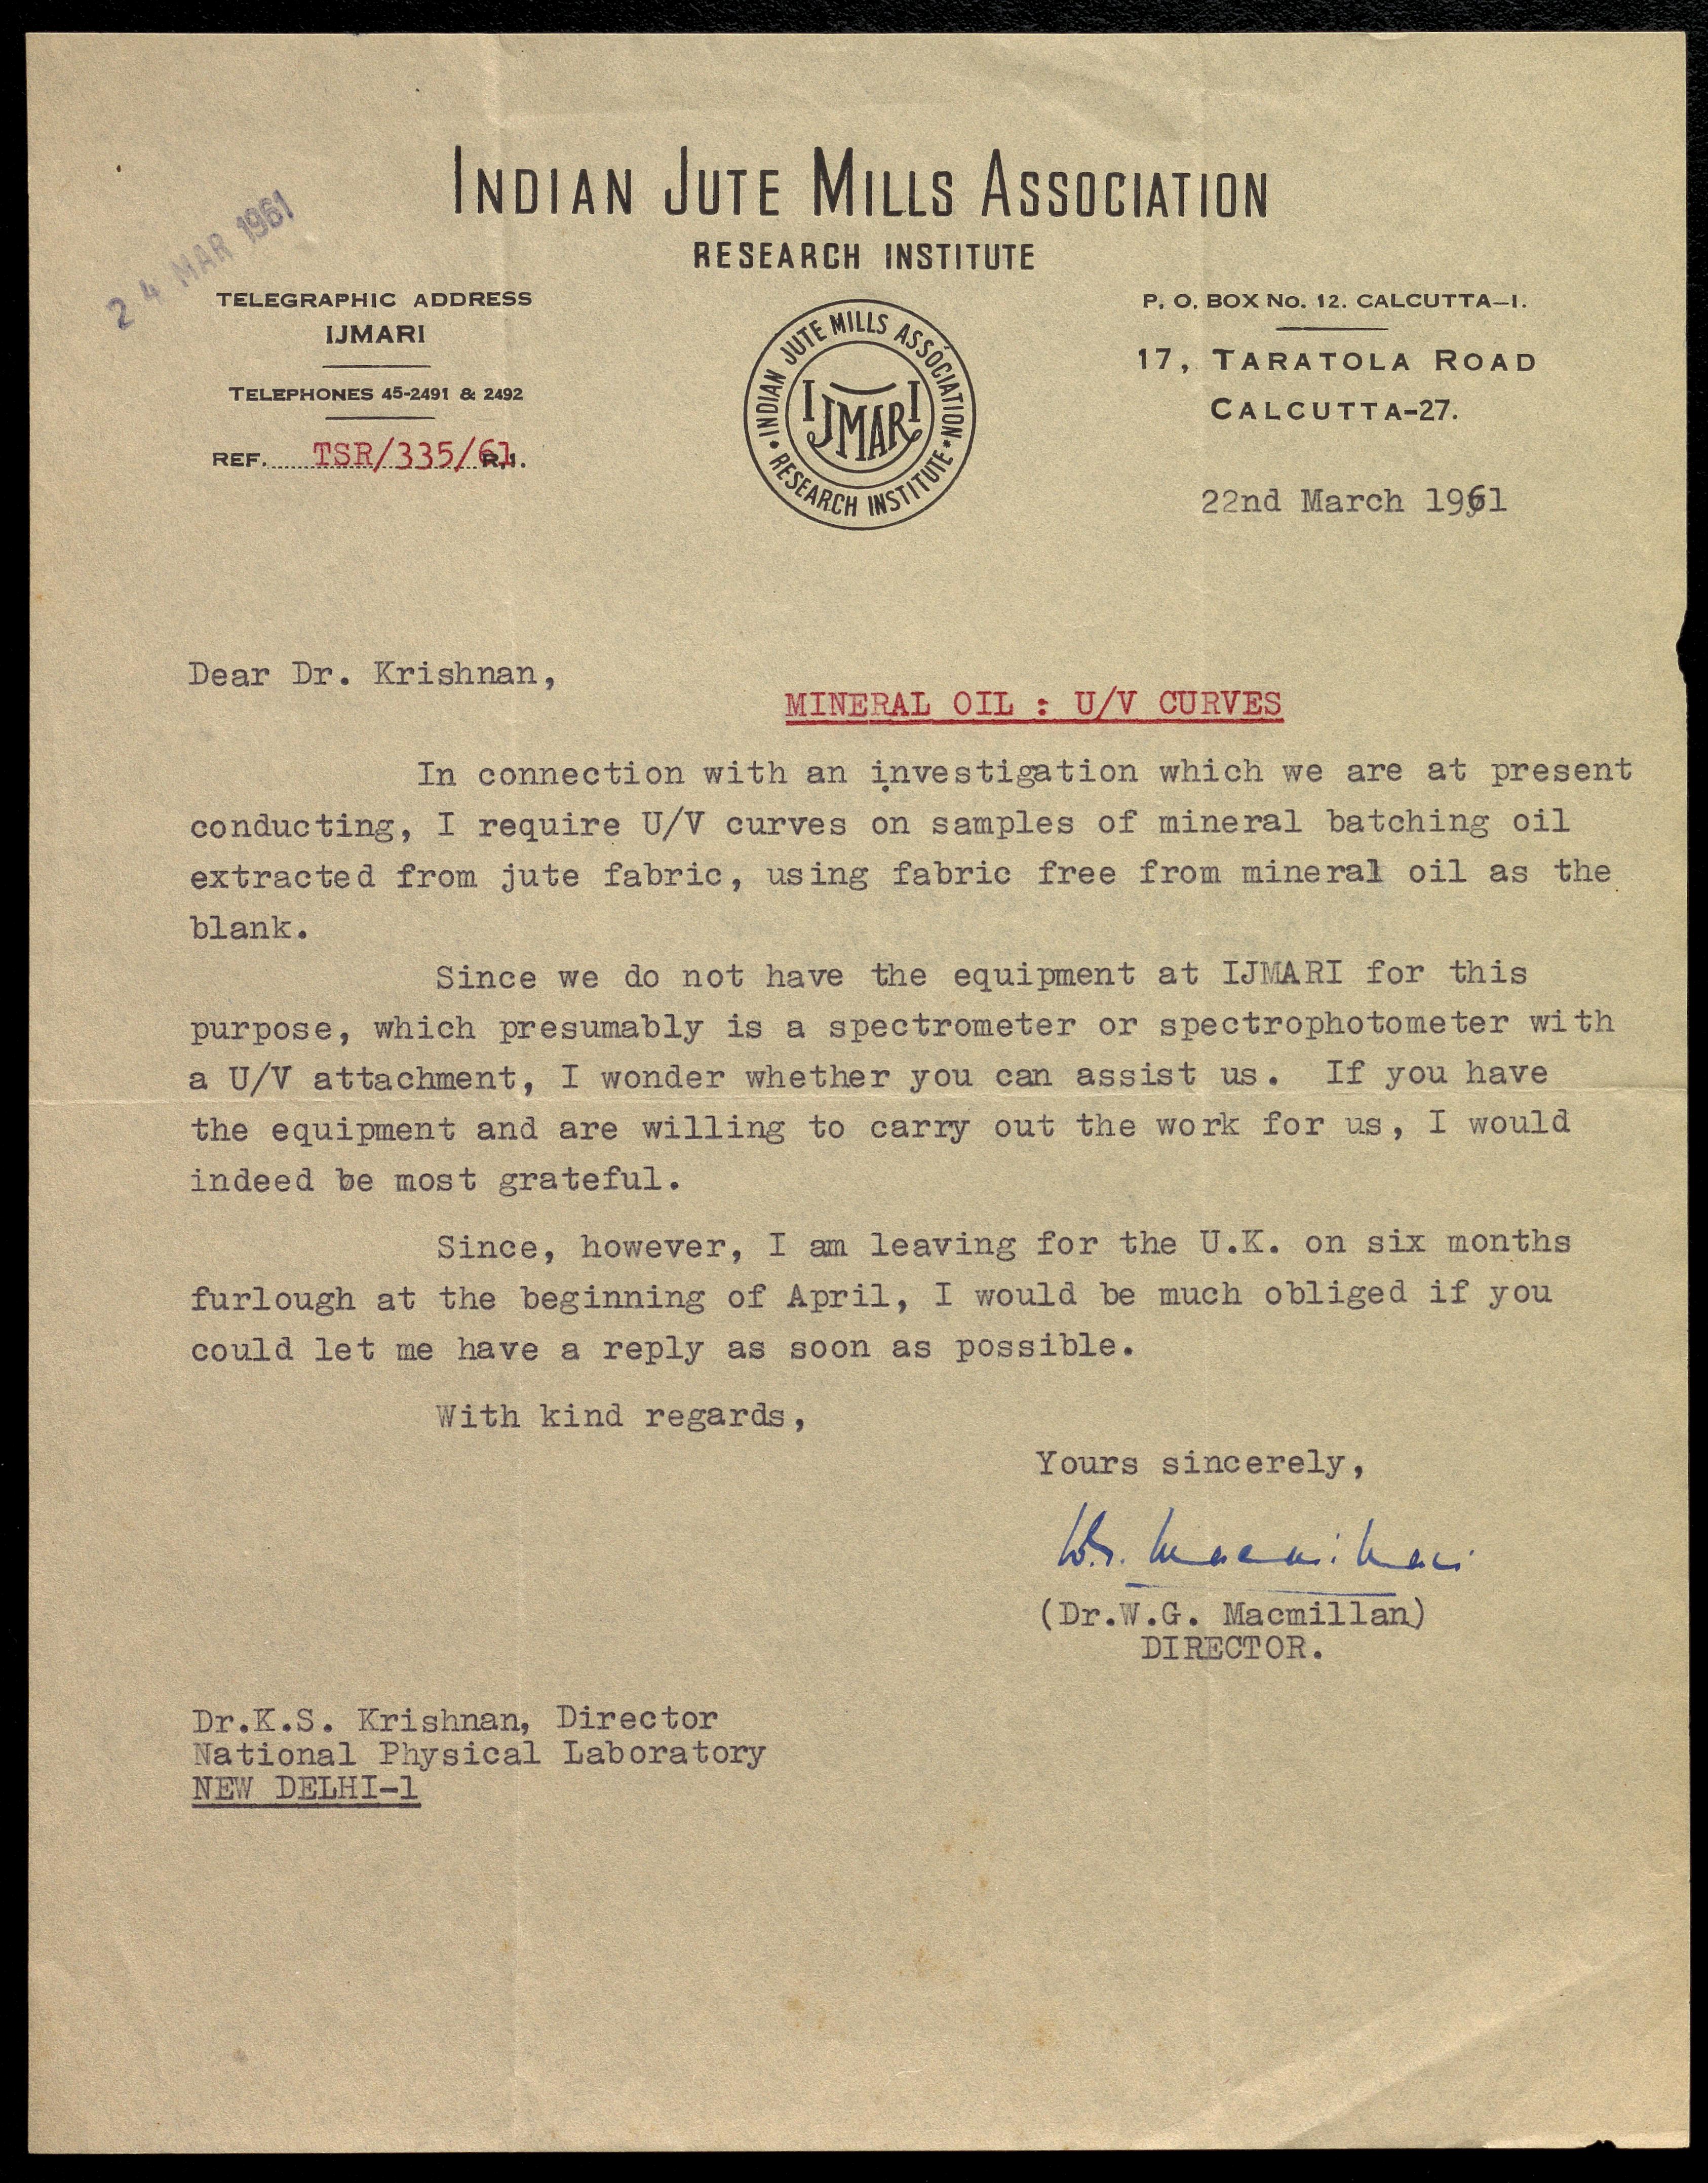 INDIAN JUTE MILLS ASSOCIATION
RESEARCH INSTITUTE
24 MAR 1961
TELEGRAPHIC ADDRESS
IJMARI
TELEPHONES 45-2491 & 2492
REF. TSR/335/61 R.I.
INDIAN JUTE MILLS ASSOCIATION
IJMARI
RESEARCH INSTITUTE
P. O. BOX No. 12. CALCUTTA-1.
17, TARATOLA ROAD
CALCUTTA-27.
22nd March 1961
Dear Dr. Krishnan,
MINERAL OIL : U/V CURVES
In connection with an investigation which we are at present
conducting, I require U/V curves on samples of mineral batching oil
extracted from jute fabric, using fabric free from mineral oil as the
blank.
Since we do not have the equipment at IJMARI for this
purpose, which presumably is a spectrometer or spectrophotometer with
a U/V attachment, I wonder whether you can assist us. If you have
the equipment and are willing to carry out the work for us, I would
indeed be most grateful.
Since, however, I am leaving for the U.K. on six months
furlough at the beginning of April, I would be much obliged if you
could let me have a reply as soon as possible.
With kind regards,
Yours sincerely,
W.G. Macmillan
(Dr.W.G. Macmillan)
DIRECTOR.
Dr.K.S. Krishnan, Director
National Physical Laboratory
NEW DELHI-1